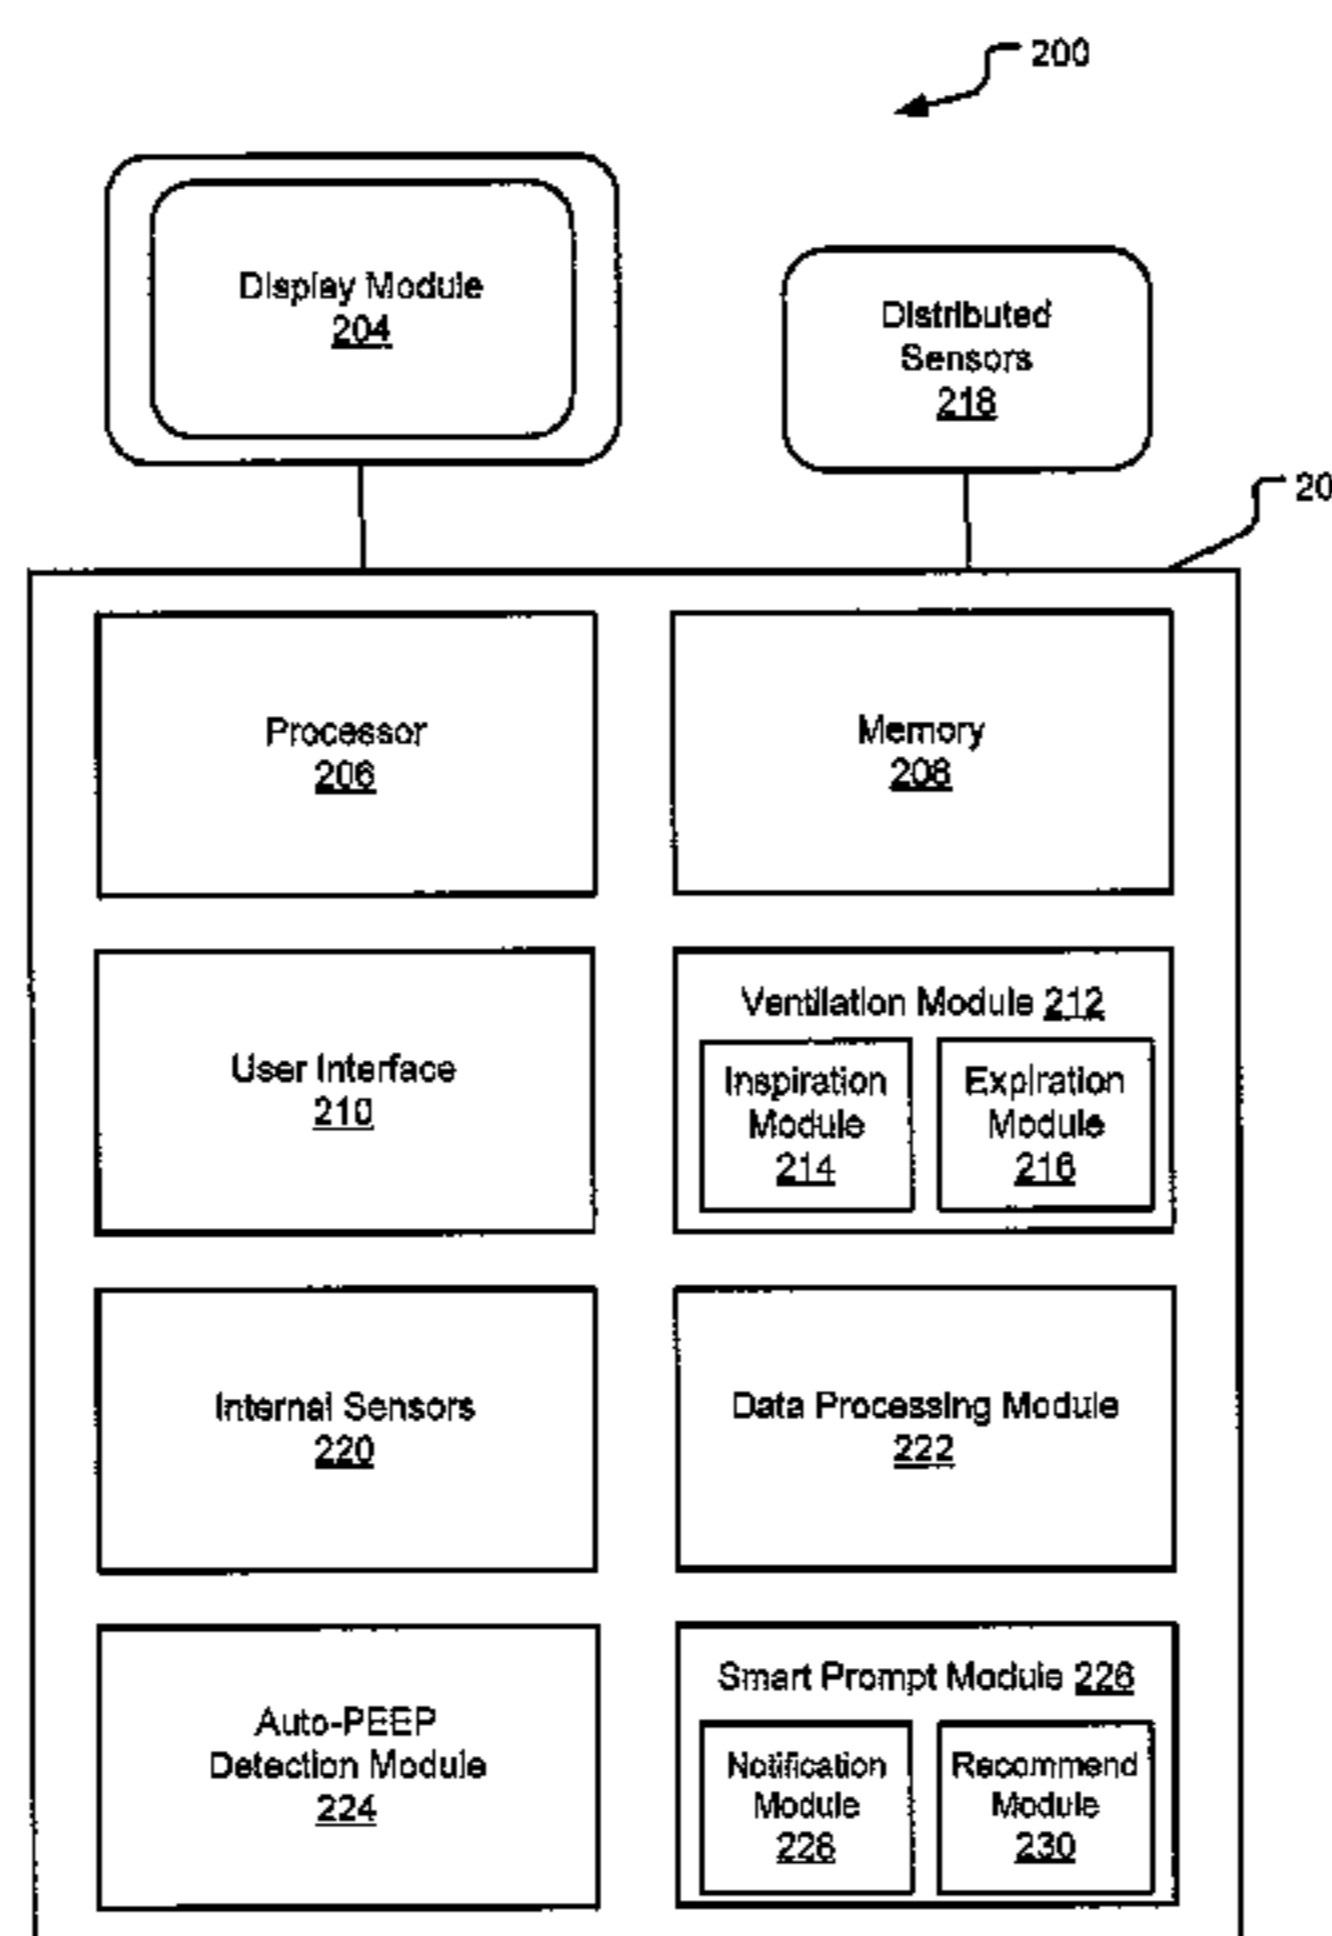 200
Display Module
204
Distributed
Sensors
218
20
Processor
206
Memory
208
User Interface
210
Ventilation Module 212
Inspiration
Module
214
Expiration
Module
216
Internal Sensors
220
Data Processing Module
222
Auto-PEEP
Detection Module
224
Smart Prompt Module 226
Notification
Module
228
Recommend
Module
230